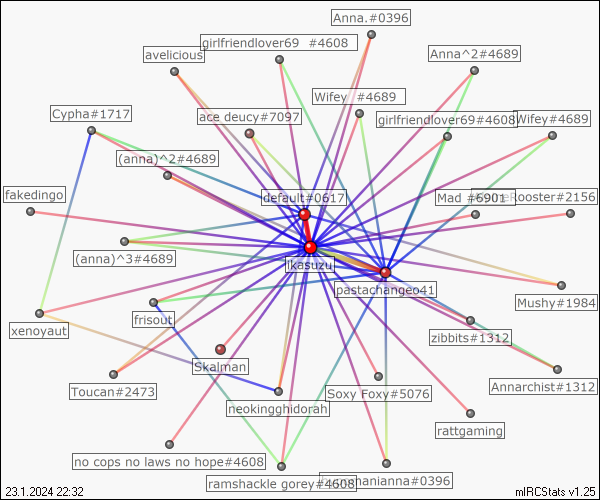 Anna.#0396
girlfriendlover69 #4608
avelicious
Anna^2#4689
Wifey #4689
Cypha#1717
ace deucy#7097
girlfriendlover69#4608
Wifey#4689
(anna)^2#4689
fakedingo
default#0617
Mad #6901
Rooster#2156
(anna)^3#4689
Ikasuzu
pastachangeo41
Mushy#1984
xenoyaut
frisout
zibbits#1312
Skalman
Toucan#2473
Soxy Foxy#5076
Annarchist#1312
neokingghidorah
rattgaming
no cops no laws no hope#4608
ramshackle gorey#4608
hanianna#0396
23.1.2024 22:32
mIRCStats v1.25